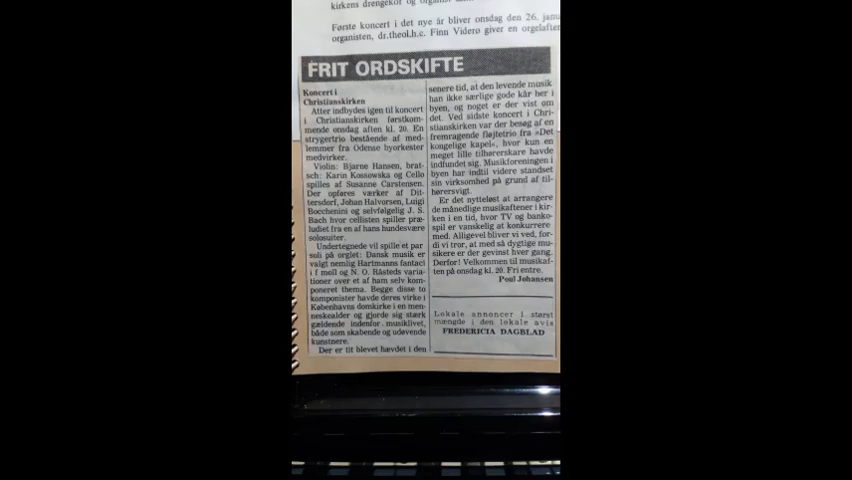 kirkens drengekor og organist
Første koncert i det nye år bliver onsdag den 26. janu
organisten, dr.theol.h.c. Finn Viderø giver en orgelaften
FRIT ORDSKIFTE
Koncert i
Christianskirken
Atter indbydes igen til koncert
i Christianskirken førstkom-
mende onsdag aften kl. 20. En
strygertrio bestående af med-
lemmer fra Odense byorkester
medvirker.
Violin: Bjarne Hansen, brat-
sch: Karin Kossowska og Cello
spilles af Susanne Carstensen.
Der opføres værker af Dit-
tersdorf, Johan Halvorsen, Luigi
Bocchenini og selvfølgelig J. S.
Bach hvor cellisten spiller præ-
ludiet fra en af hans hundesvære
solosuiter.
Undertegnede vil spille et par
soli på orglet: Dansk musik er
valgt nemlig Hartmanns fantaci
i f moll og N. O. Råsteds varia-
tioner over et af ham selv kom-
poneret thema. Begge disse to
komponister havde deres virke i
Københavns domkirke i en men-
neskealder og gjorde sig stærk
gældende indenfor musiklivet,
både som skabende og udøvende
kunstnere.
Der er tit blevet hævdet i den
senere tid, at den levende musik
han ikke særlige gode kår her i
byen, og noget er der vist om
det. Ved sidste koncert i Chri-
stianskirken var der besøg af en
fremragende fløjtetrio fra »Det
kongelige kapel«, hvor kun en
meget lille tilhørerskare havde
indfundet sig. Musikforeningen i
byen har indtil videre standset
sin virksomhed på grund af til-
hørersvigt.
Er det nytteløst at arrangere
de månedlige musikaftener i kir-
ken i en tid, hvor TV og banko-
spil er vanskelig at konkurrere
med. Alligevel bliver vi ved, for-
di vi tror, at med så dygtige mu-
sikere er der gevinst hver gang.
Derfor! Velkommen til musikaf-
ten på onsdag kl. 20. Fri entre.
Poul Johansen
Lokale annoncer i størst
mængde i den lokale avis
FREDERICIA DAGBLAD